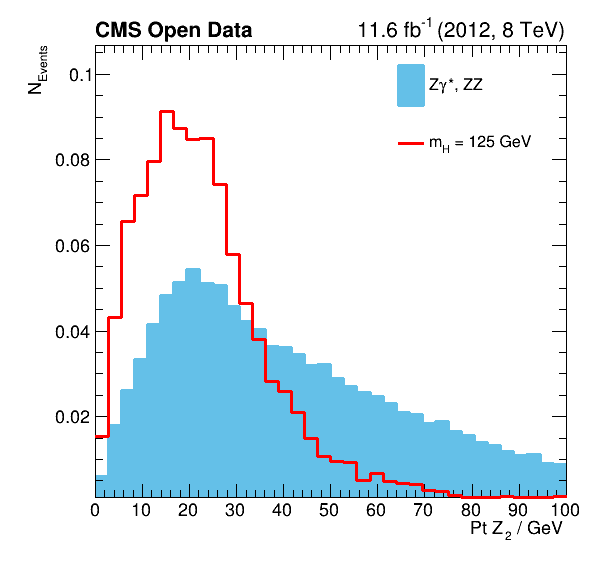 CMS Open Data 11.6 fb⁻¹ (2012, 8 TeV)
N_Events
Zγ*, ZZ
m_H = 125 GeV
0.1
0.08
0.06
0.04
0.02
0 10 20 30 40 50 60 70 80 90 100
Pt Z₂ / GeV